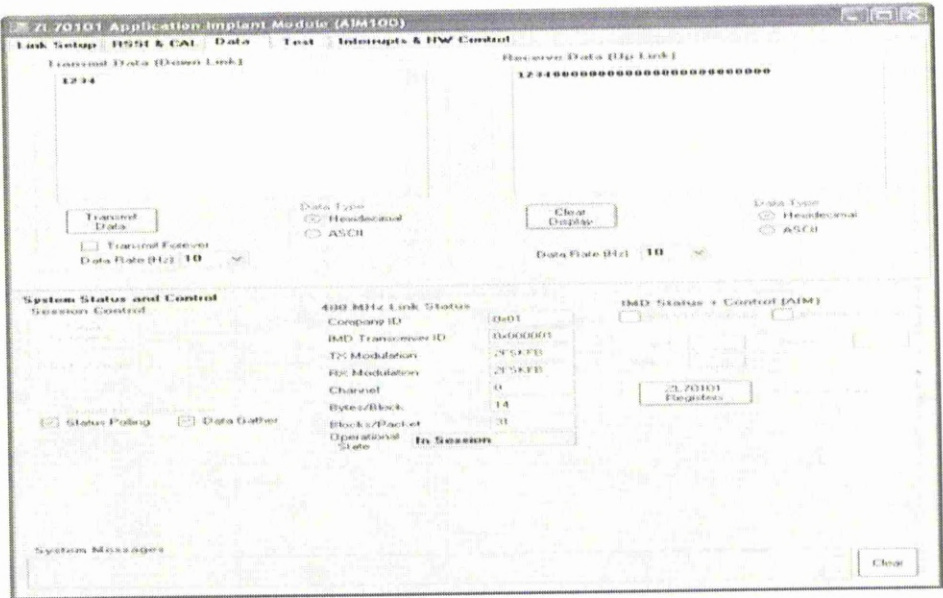 ZL70101 Application Implant Module (AIM100)
Link Setup RSSI & CAL Data Test Interrupts & HW Control
Transmit Data (Down Link)
1234
Receive Data (Up Link)
Transmit
Data
Data Type
Hexidecimal
ASCII
Transmit Forever
Data Rate (Hz) 10
Clear
Display
Data Type
Hexidecimal
ASCII
Data Rate (Hz) 10
System Status and Control
Session Control
Status Polling Data Gather
400 MHz Link Status
Company ID 0x01
IMD Transceiver ID 0x000001
TX Modulation 2FSKFB
Rx Modulation 2FSKFB
Channel 0
Bytes/Block 14
Blocks/Packet 31
Operational
State In Session
IMD Status + Control (AIM)
ZL70101
Registers
System Messages
Clear